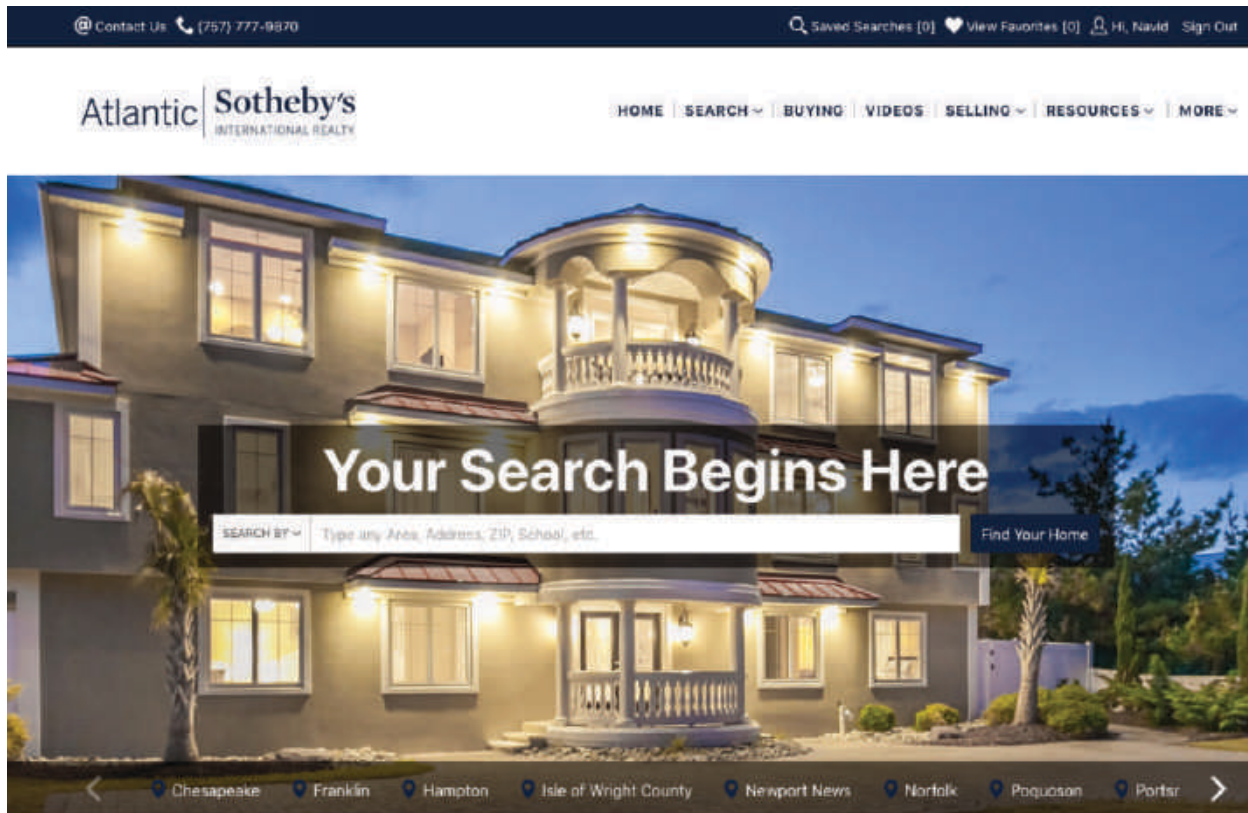 @ Contact Us (757) 777-9870
Saved Searches [0] View Favorites [0] Hi, Navid Sign Out
Atlantic Sotheby's
INTERNATIONAL REALTY
HOME SEARCH BUYING VIDEOS SELLING RESOURCES MORE
Your Search Begins Here
SEARCH BY Type any Area, Address, ZIP, School, etc. Find Your Home
Chesapeake Franklin Hampton Isle of Wright County Newport News Norfolk Poquoson Portsr